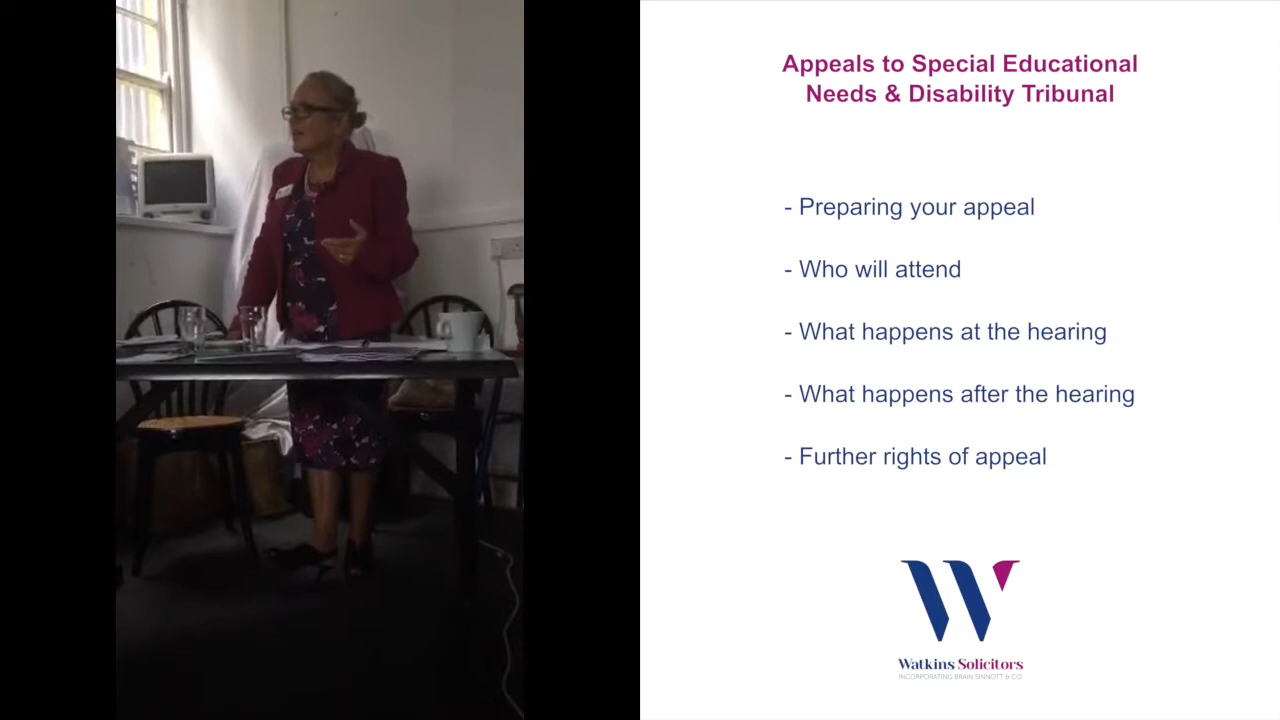 Appeals to Special Educational
Needs & Disability Tribunal
- Preparing your appeal
- Who will attend
- What happens at the hearing
- What happens after the hearing
- Further rights of appeal
Watkins Solicitors
INCORPORATING BRAIN SINNOTT & CO